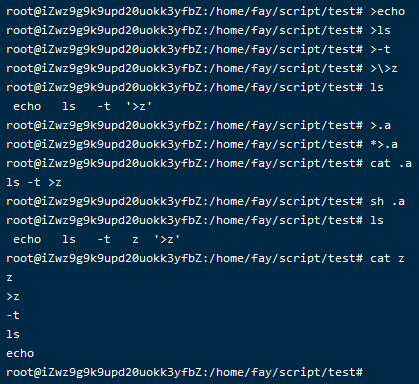 root@iZwz9g9k9upd20uokk3yfbZ:/home/fay/script/test# >echo
root@iZwz9g9k9upd20uokk3yfbZ:/home/fay/script/test# >ls
root@iZwz9g9k9upd20uokk3yfbZ:/home/fay/script/test# >-t
root@iZwz9g9k9upd20uokk3yfbZ:/home/fay/script/test# >\>z
root@iZwz9g9k9upd20uokk3yfbZ:/home/fay/script/test# ls
 echo   ls   -t  '>z'
root@iZwz9g9k9upd20uokk3yfbZ:/home/fay/script/test# >.a
root@iZwz9g9k9upd20uokk3yfbZ:/home/fay/script/test# *>.a
root@iZwz9g9k9upd20uokk3yfbZ:/home/fay/script/test# cat .a
ls -t >z
root@iZwz9g9k9upd20uokk3yfbZ:/home/fay/script/test# sh .a
root@iZwz9g9k9upd20uokk3yfbZ:/home/fay/script/test# ls
 echo   ls   -t   z  '>z'
root@iZwz9g9k9upd20uokk3yfbZ:/home/fay/script/test# cat z
z
>z
-t
ls
echo
root@iZwz9g9k9upd20uokk3yfbZ:/home/fay/script/test#